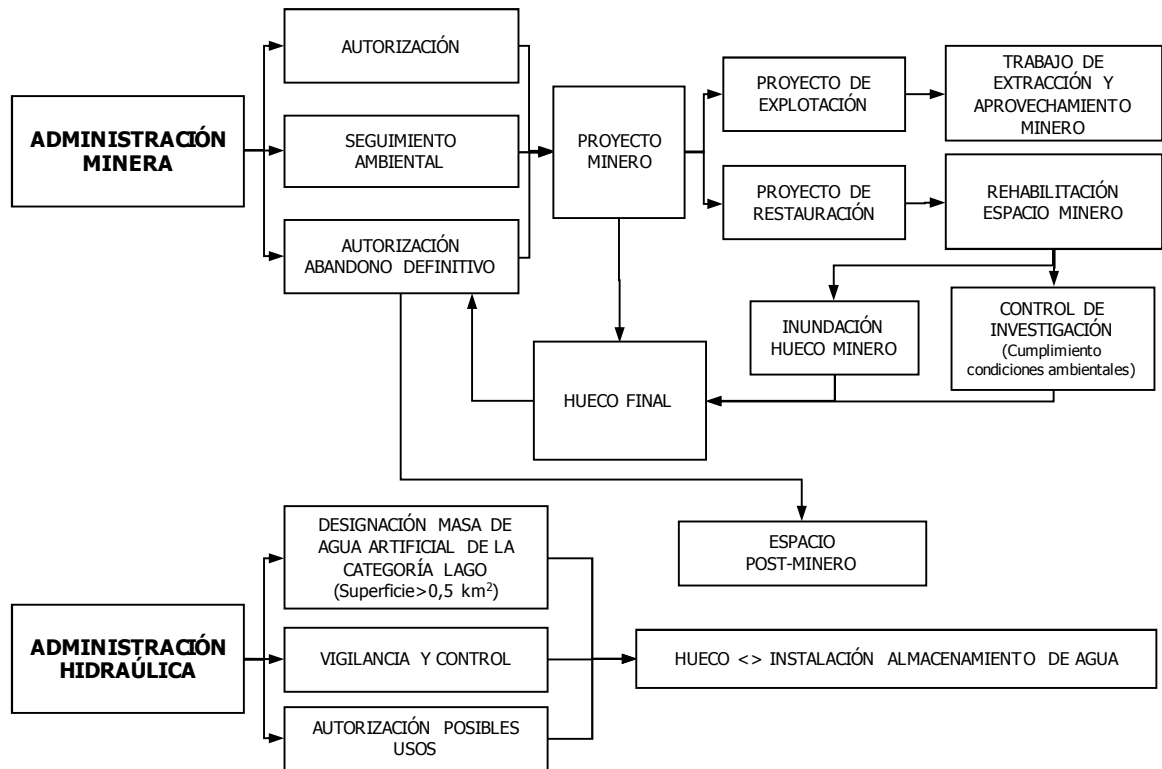 ADMINISTRACIÓN
MINERA
AUTORIZACIÓN
SEGUIMIENTO
AMBIENTAL
AUTORIZACIÓN
ABANDONO DEFINITIVO
PROYECTO
MINERO
PROYECTO DE
EXPLOTACIÓN
TRABAJO DE
EXTRACCIÓN Y
APROVECHAMIENTO
MINERO
PROYECTO DE
RESTAURACIÓN
REHABILITACIÓN
ESPACIO MINERO
INUNDACIÓN
HUECO MINERO
CONTROL DE
INVESTIGACIÓN
(Cumplimiento
condiciones ambientales)
HUECO FINAL
ESPACIO
POST-MINERO
ADMINISTRACIÓN
HIDRAÚLICA
DESIGNACIÓN MASA DE
AGUA ARTIFICIAL DE LA
CATEGORÍA LAGO
(Superficie>0,5 km²)
VIGILANCIA Y CONTROL
AUTORIZACIÓN POSIBLES
USOS
HUECO <> INSTALACIÓN ALMACENAMIENTO DE AGUA